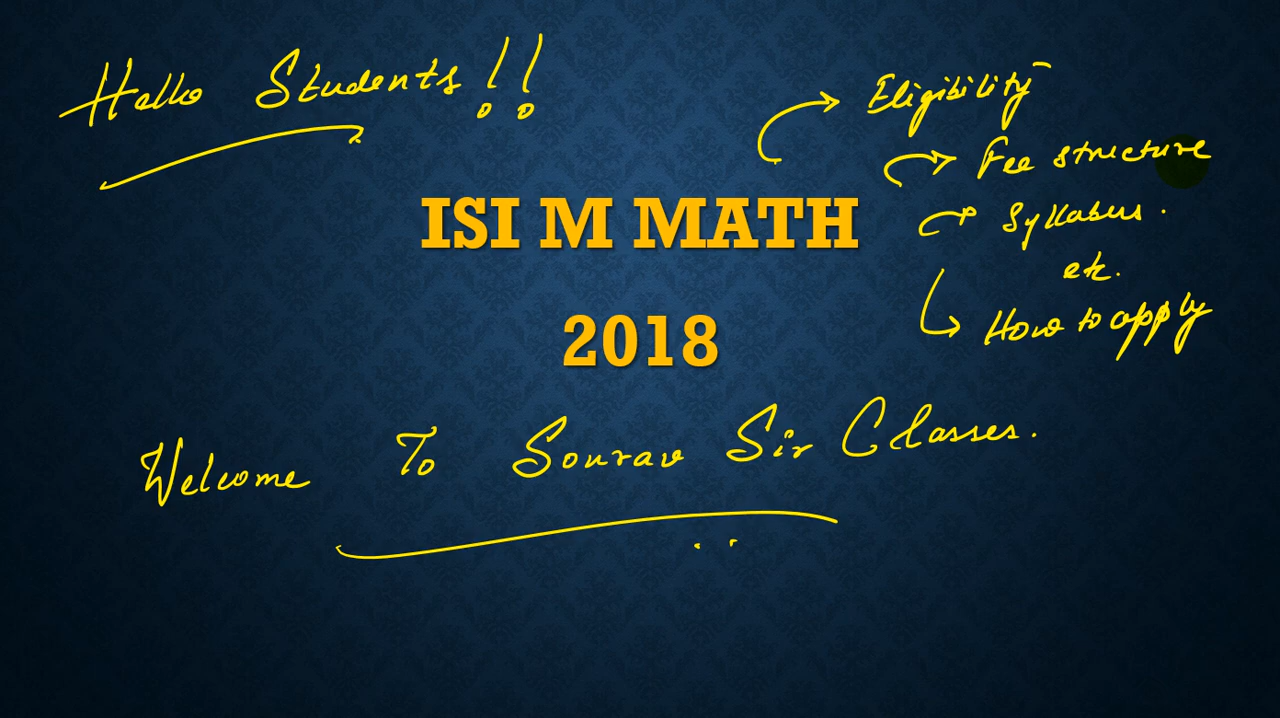 Hello Students !!
Eligibility
Fee structure
ISI M MATH
Syllabus.
etc.
2018
How to apply
Welcome To Sourav Sir Classes.